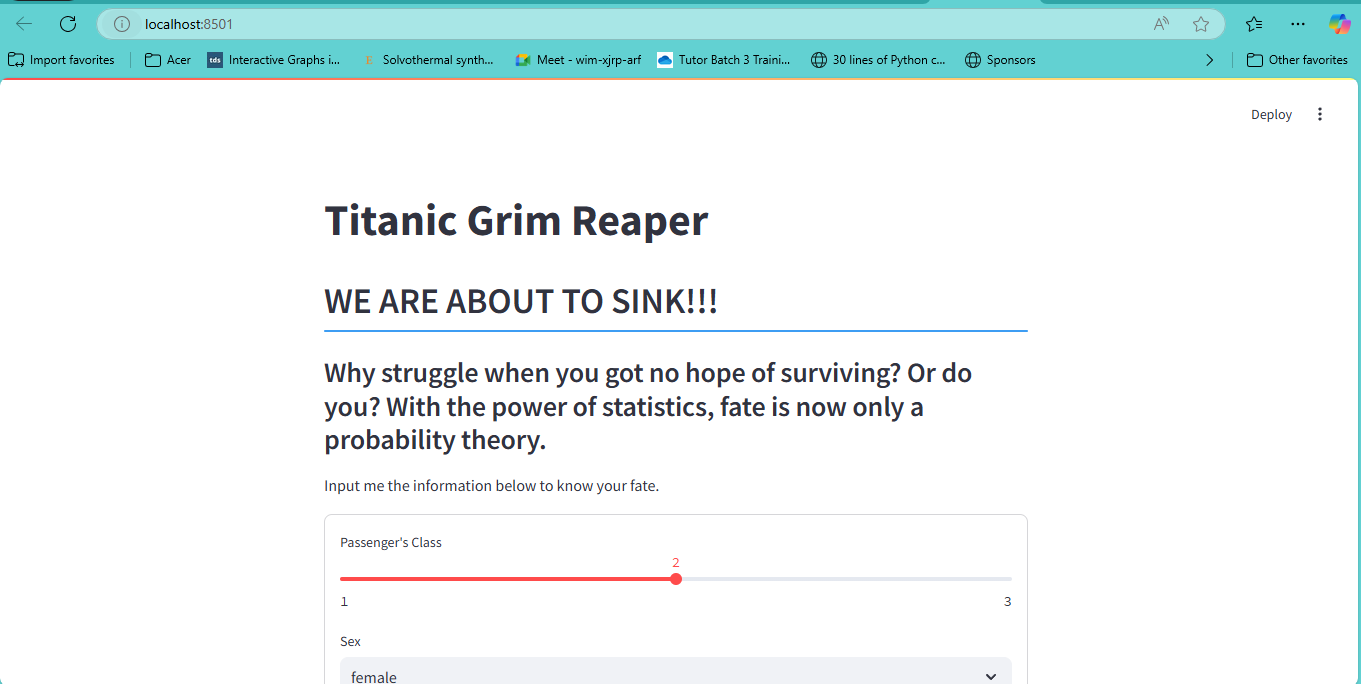 localhost:8501
Import favorites Acer tds Interactive Graphs i... E Solvothermal synth... Meet - wim-xjrp-arf Tutor Batch 3 Traini... 30 lines of Python c... Sponsors Other favorites
Deploy
Titanic Grim Reaper
WE ARE ABOUT TO SINK!!!
Why struggle when you got no hope of surviving? Or do
you? With the power of statistics, fate is now only a
probability theory.
Input me the information below to know your fate.
Passenger's Class
2
1 3
Sex
female